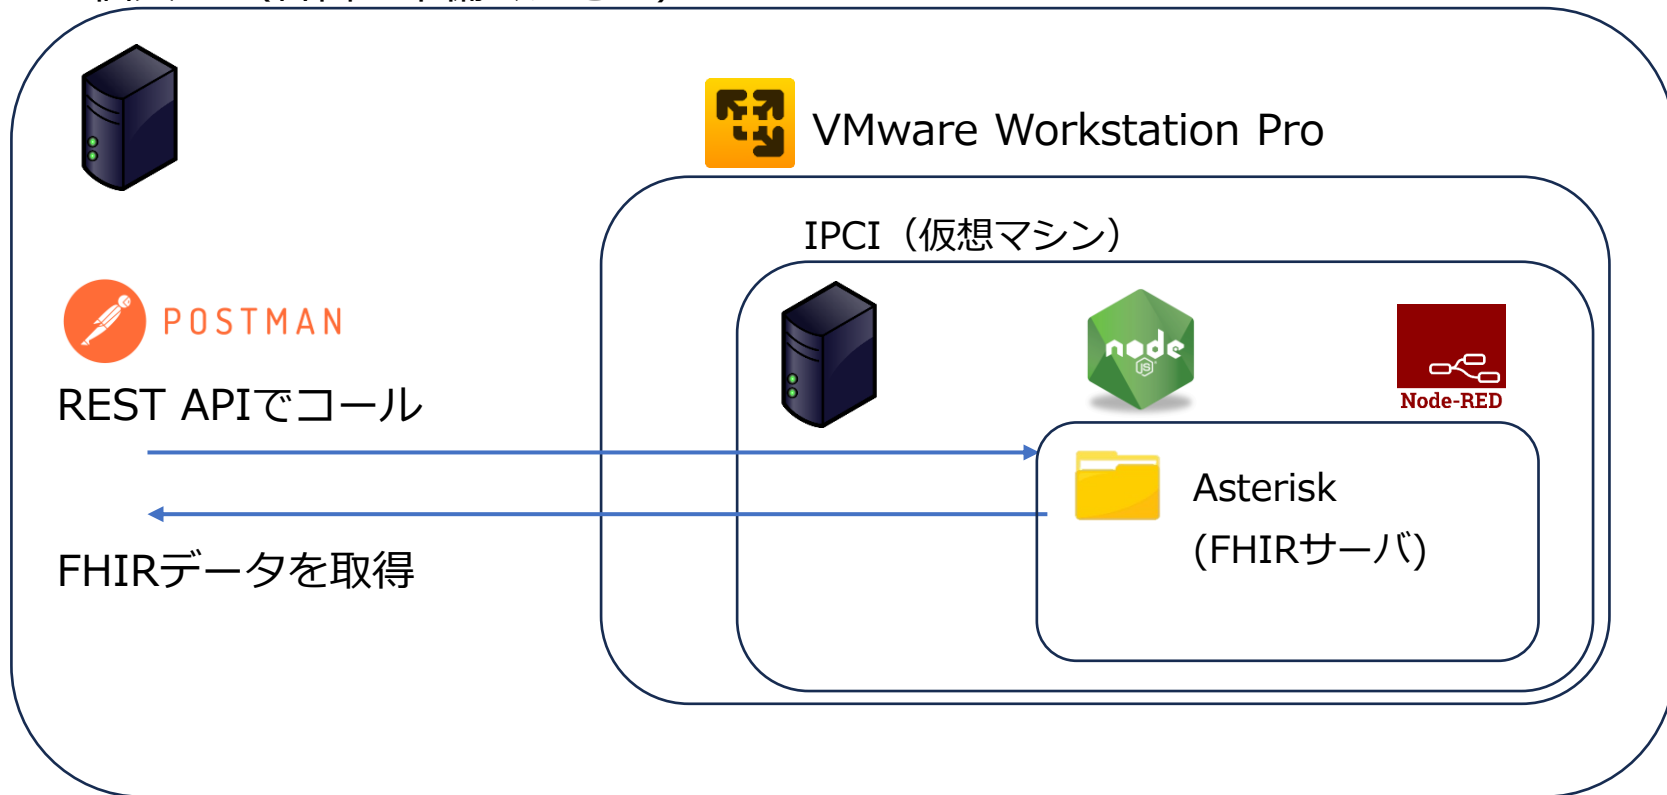 VMware Workstation Pro
IPCI（仮想マシン）
POSTMAN
node
JS
Node-RED
REST APIでコール
Asterisk
(FHIRサーバ)
FHIRデータを取得